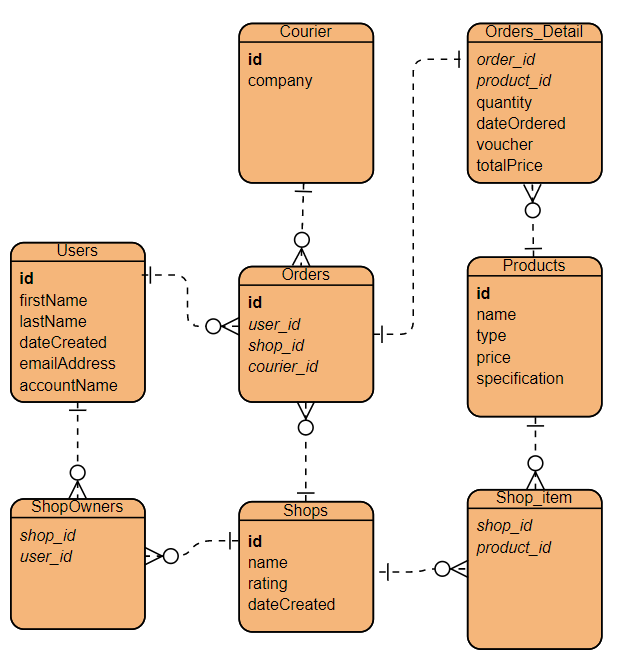 Courier
id
company
Orders_Detail
order_id
product_id
quantity
dateOrdered
voucher
totalPrice
Users
id
firstName
lastName
dateCreated
emailAddress
accountName
Orders
id
user_id
shop_id
courier_id
Products
id
name
type
price
specification
ShopOwners
shop_id
user_id
Shops
id
name
rating
dateCreated
Shop_item
shop_id
product_id